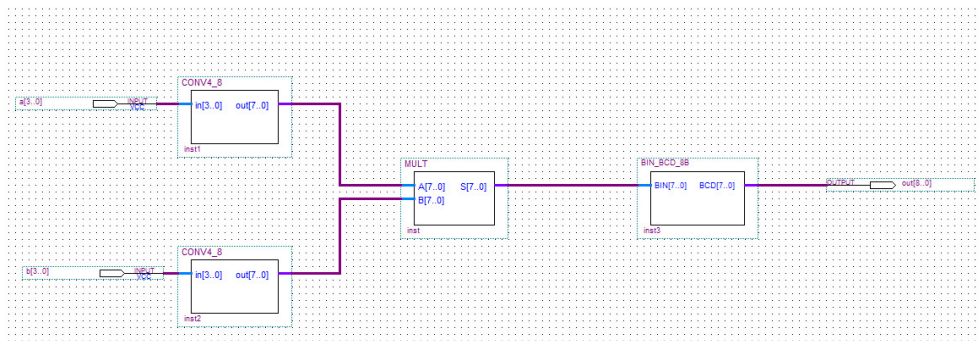 CONV4_8
a[3..0]
INPUT
VCC
in[3..0] out[7..0]
inst1
MULT
A[7..0] S[7..0]
B[7..0]
inst
BIN_BCD_8B
BIN[7..0] BCD[7..0]
inst3
OUTPUT
out[8..0]
CONV4_8
b[3..0]
INPUT
VCC
in[3..0] out[7..0]
inst2